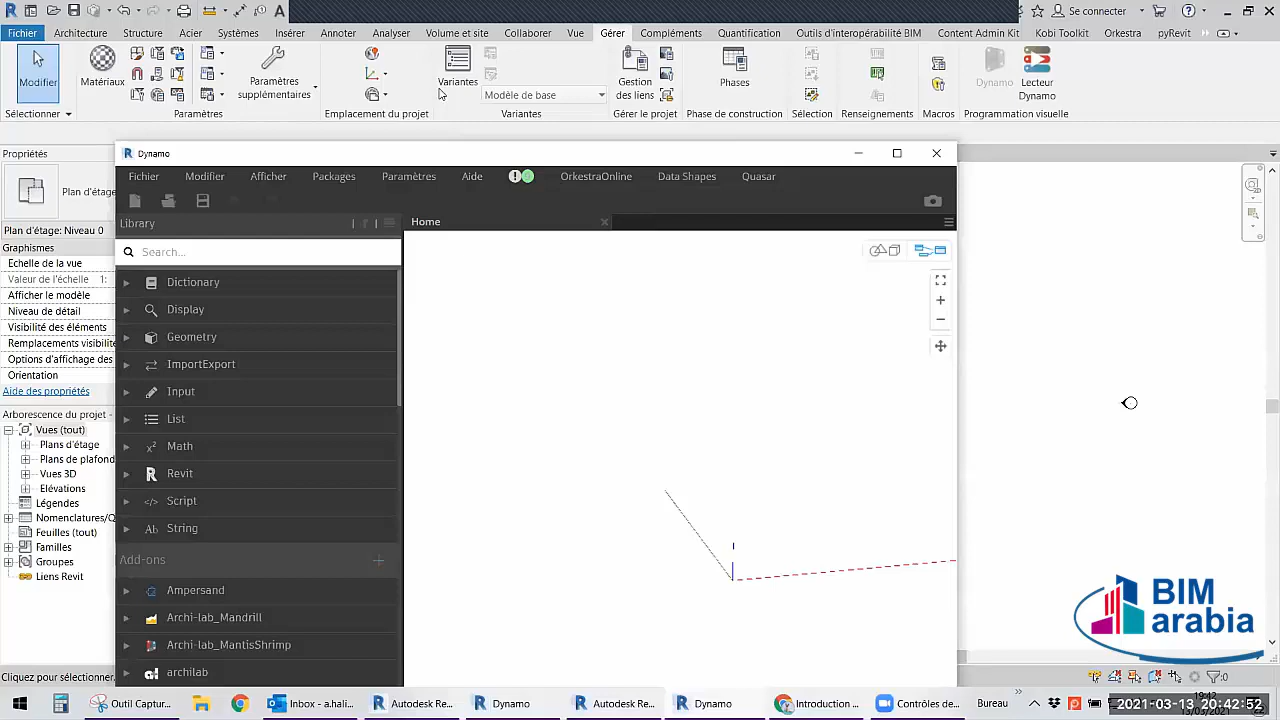 Se connecter
Fichier
Architecture
Structure
Acier
Systèmes
Insérer
Annoter
Analyser
Volume et site
Collaborer
Vue
Gérer
Compléments
Quantification
Outils d'interopérabilité BIM
Content Admin Kit
Kobi Toolkit
Orkestra
pyRevit
Modifier
Matériaux
Paramètres
supplémentaires
Variantes
Modèle de base
Gestion
des liens
Phases
Dynamo
Lecteur
Dynamo
Sélectionner
Paramètres
Emplacement du projet
Variantes
Gérer le projet
Phase de construction
Sélection
Renseignements
Macros
Programmation visuelle
Propriétés
Plan d'étag
Plan d'étage: Niveau 0
Graphismes
Echelle de la vue
Valeur de l'échelle 1:
Afficher le modèle
Niveau de détail
Visibilité des éléments
Remplacements visibilité
Options d'affichage des
Orientation
Aide des propriétés
Arborescence du projet -
Vues (tout)
Plans d'étage
Plans de plafond
Vues 3D
Elévations
Légendes
Nomenclatures/Q
Feuilles (tout)
Familles
Groupes
Liens Revit
Cliquez pour sélectionner,
Dynamo
Fichier
Modifier
Afficher
Packages
Paramètres
Aide
OrkestraOnline
Data Shapes
Quasar
Library
Home
Search...
Dictionary
Display
Geometry
ImportExport
Input
List
Math
Revit
Script
String
Add-ons
Ampersand
Archi-lab_Mandrill
Archi-lab_MantisShrimp
archilab
BIM
arabia
:0
Outil Captur...
Inbox - a.hali...
Autodesk Re...
Dynamo
Autodesk Re...
Dynamo
Introduction ...
Contrôles de...
Bureau
19:42
2021-03-13 20:42:52
13/03/2021